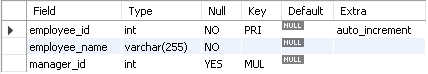 Field Type Null Key Default Extra
employee_id int NO PRI NULL auto_increment
employee_name varchar(255) NO NULL
manager_id int YES MUL NULL